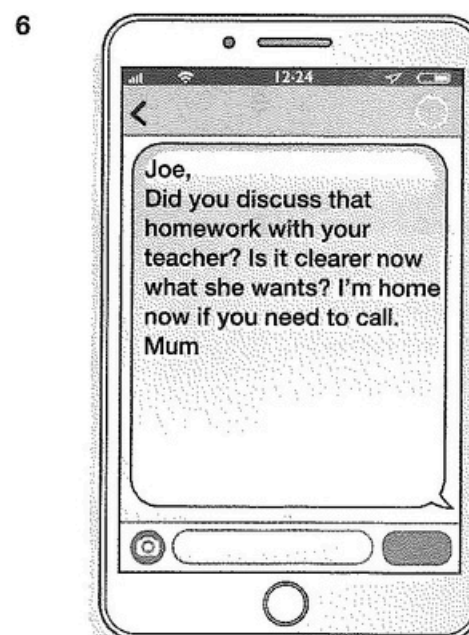 6
12-24
Joe,
Did you discuss that
homework with your
teacher? Is it clearer now
what she wants? I'm home
now if you need to call.
Mum